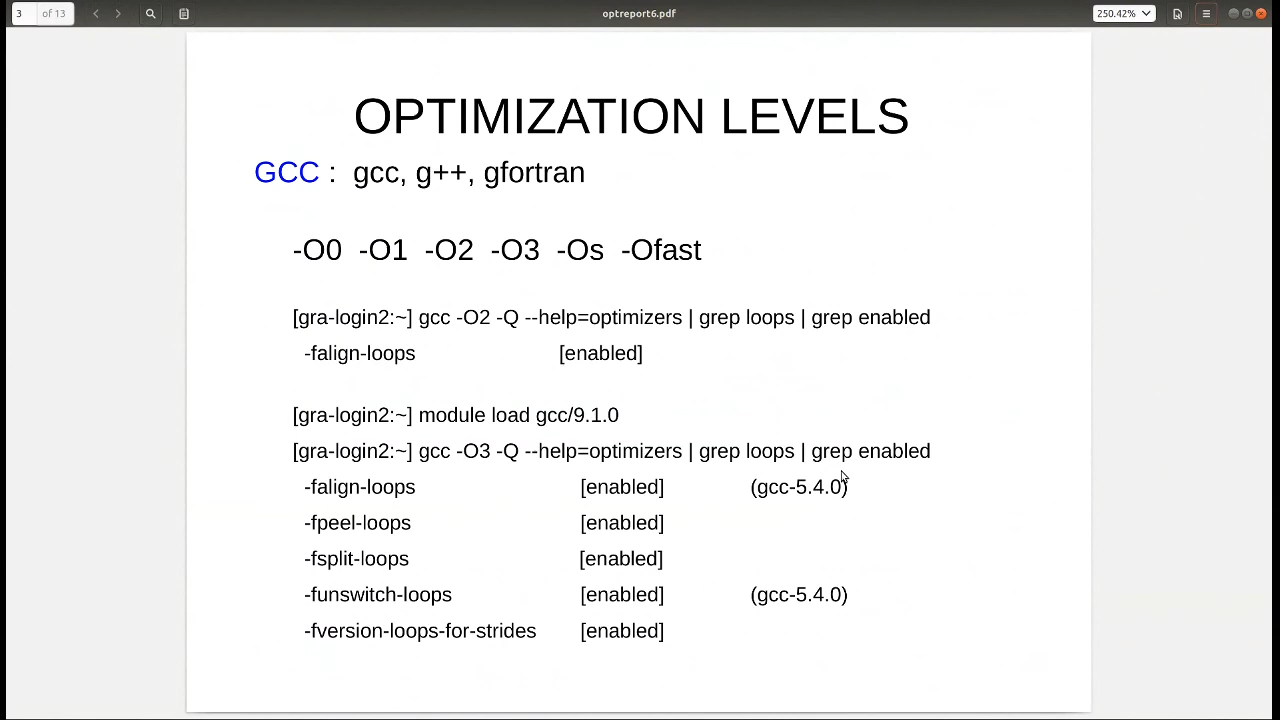 3 of 13
optreport6.pdf
250.42%
OPTIMIZATION LEVELS
GCC : gcc, g++, gfortran
-O0 -O1 -O2 -O3 -Os -Ofast
[gra-login2:~] gcc -O2 -Q --help=optimizers | grep loops | grep enabled
-falign-loops [enabled]
[gra-login2:~] module load gcc/9.1.0
[gra-login2:~] gcc -O3 -Q --help=optimizers | grep loops | grep enabled
-falign-loops [enabled] (gcc-5.4.0)
-fpeel-loops [enabled]
-fsplit-loops [enabled]
-funswitch-loops [enabled] (gcc-5.4.0)
-fversion-loops-for-strides [enabled]